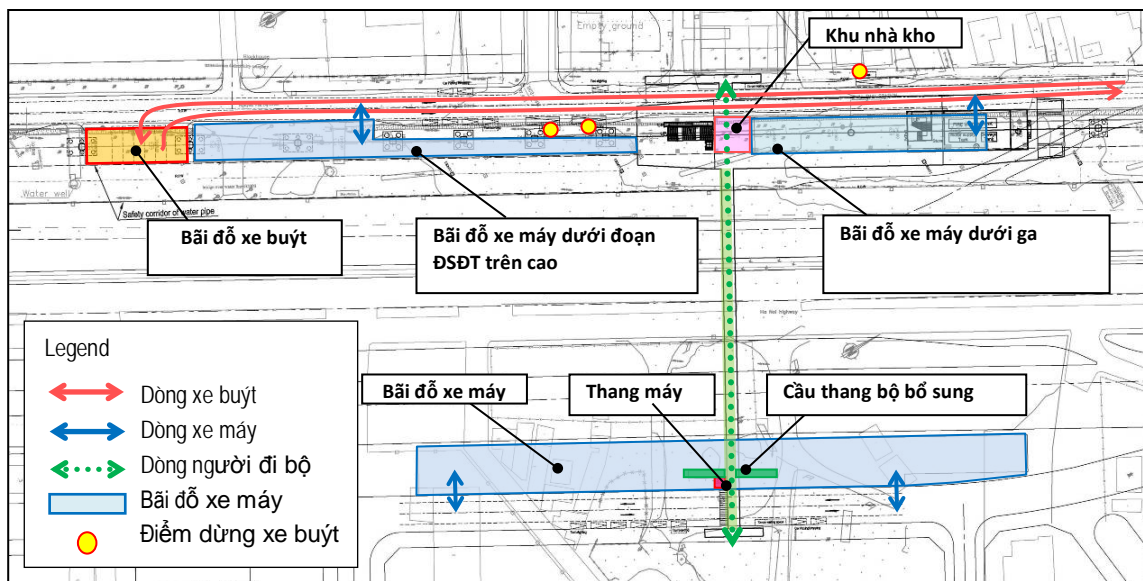 Empty ground
Khu nhà kho
Water well
Safety corridor of water pipe
Bãi đỗ xe buýt
Bãi đỗ xe máy dưới đoạn
ĐSĐT trên cao
Bãi đỗ xe máy dưới ga
Ha Noi highway
Legend
Dòng xe buýt
Dòng xe máy
Dòng người đi bộ
Bãi đỗ xe máy
Điểm dừng xe buýt
Bãi đỗ xe máy
Thang máy
Cầu thang bộ bổ sung